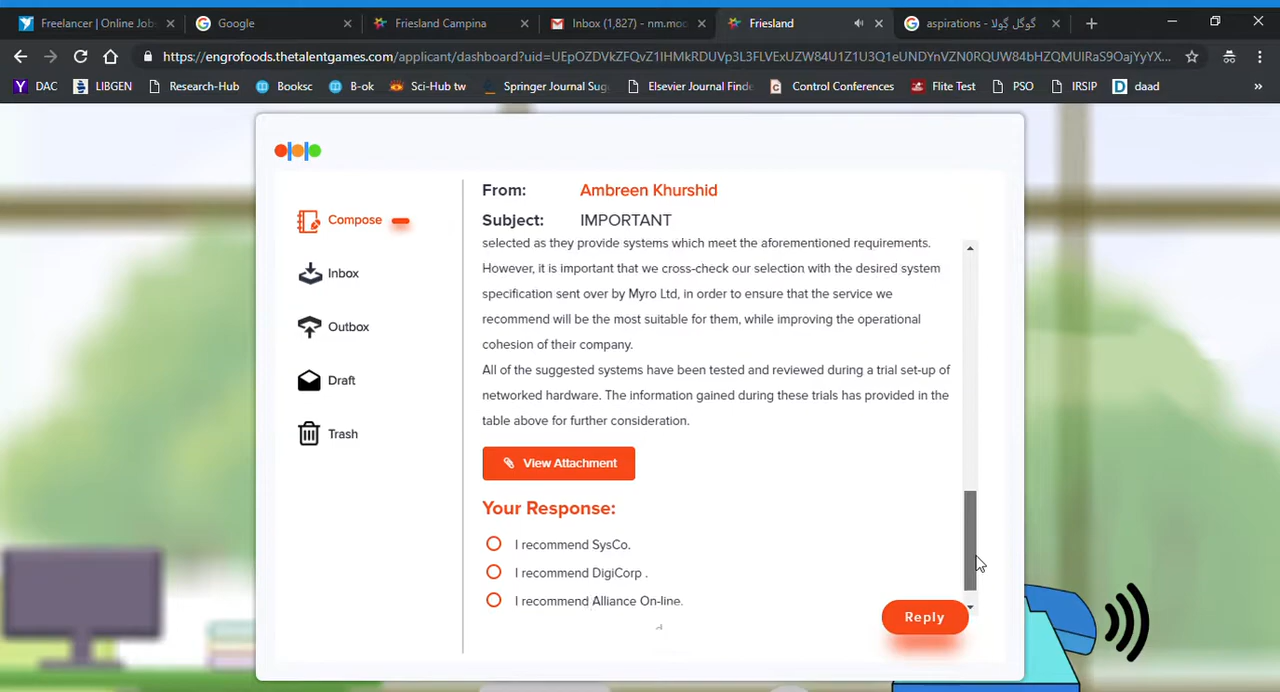 Freelancer | Online Jobs
Google
Friesland Campina
Inbox (1,827) - nm.moc
Friesland
aspirations - گوگل گولا
https://engrofoods.thetalentgames.com/applicant/dashboard?uid=
DAC
LIBGEN
Research-Hub
Booksc
B-ok
Sci-Hub tw
Springer Journal Sug
Elsevier Journal Finde
Control Conferences
Flite Test
PSO
IRSIP
daad
»
From: Ambreen Khurshid
Subject: IMPORTANT
Compose
Inbox
Outbox
Draft
Trash
selected as they provide systems which meet the aforementioned requirements.
However, it is important that we cross-check our selection with the desired system
specification sent over by Myro Ltd, in order to ensure that the service we
recommend will be the most suitable for them, while improving the operational
cohesion of their company.
All of the suggested systems have been tested and reviewed during a trial set-up of
networked hardware. The information gained during these trials has provided in the
table above for further consideration.
View Attachment
Your Response:
I recommend SysCo.
I recommend DigiCorp .
I recommend Alliance On-line.
Reply